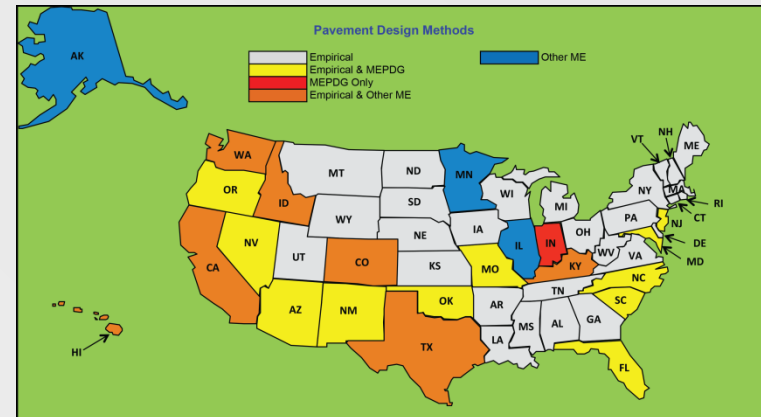 Pavement Design Methods
Empirical
Other ME
Empirical & MEPDG
MEPDG Only
Empirical & Other ME
AK
VT
NH
ME
WA
MT
ND
MN
OR
ID
SD
WI
MI
NY
MA
RI
WY
IA
PA
CT
NJ
NV
NE
OH
DE
UT
IL
IN
WV
MD
CA
CO
KS
MO
KY
VA
NC
TN
OK
AR
SC
AZ
NM
MS
AL
GA
TX
LA
HI
FL